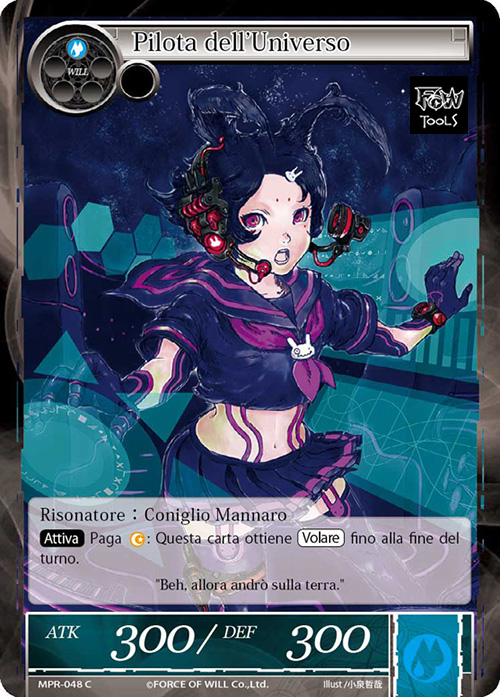 Pilota dell'Universo
WILL
FoW
TOOLS
Risonatore : Coniglio Mannaro
Attiva Paga : Questa carta ottiene Volare fino alla fine del
turno.
"Beh, allora andrò sulla terra."
ATK 300 / DEF 300
MPR-048 C ©FORCE OF WILL Co.,Ltd. Illust /小泉哲哉